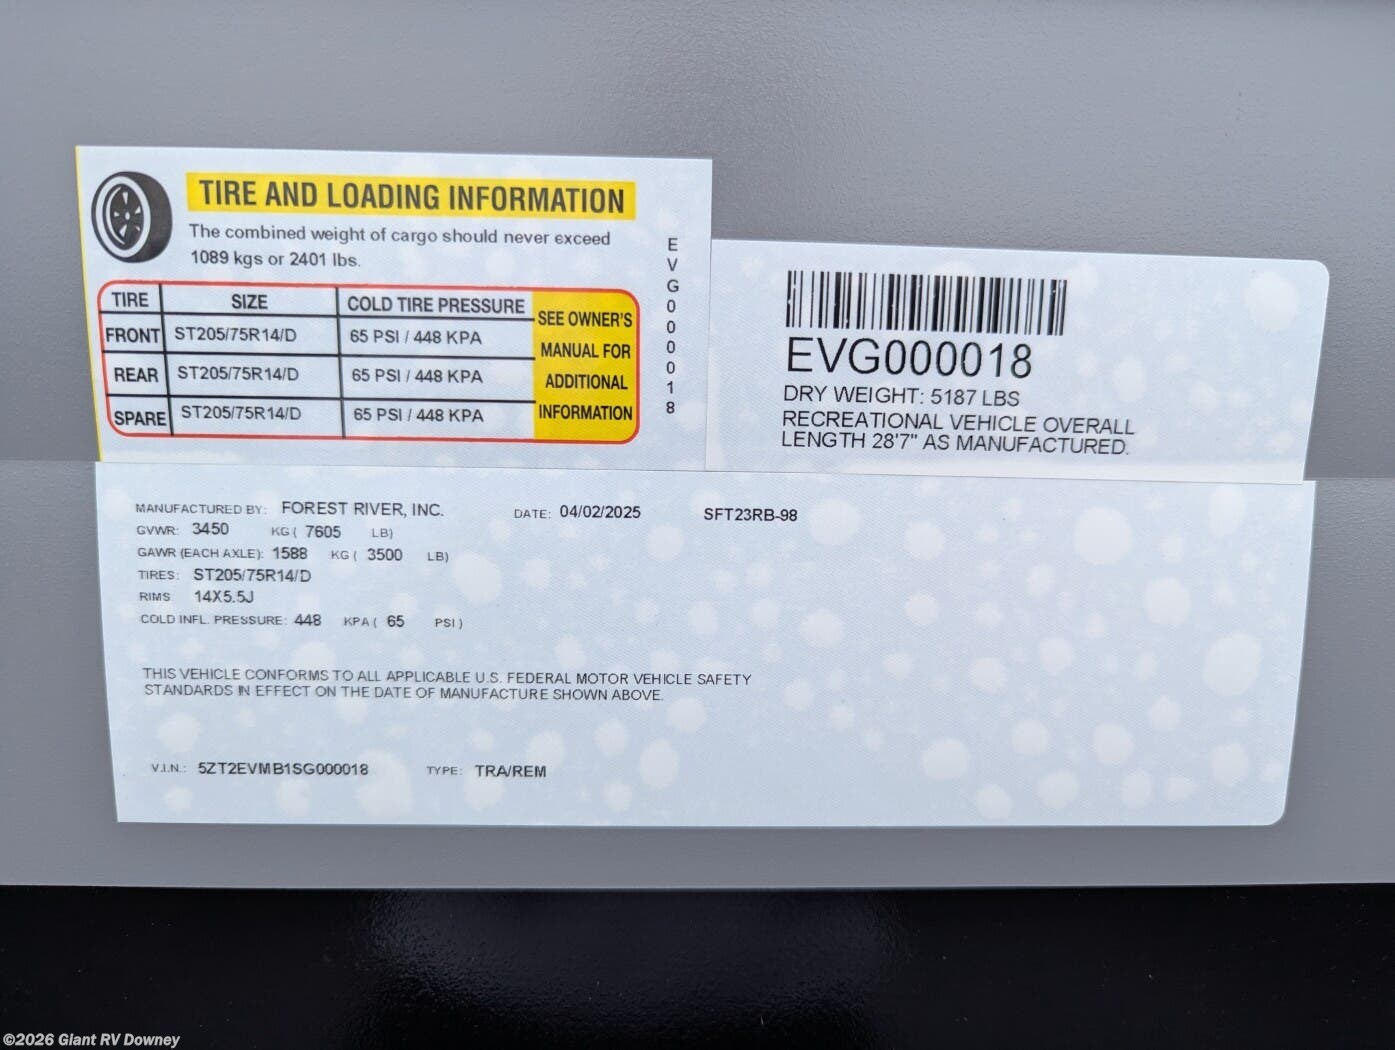 TIRE AND LOADING INFORMATION
The combined weight of cargo should never exceed
1089 kgs or 2401 lbs.
TIRE SIZE COLD TIRE PRESSURE
FRONT ST205/75R14/D 65 PSI / 448 KPA
REAR ST205/75R14/D 65 PSI / 448 KPA
SPARE ST205/75R14/D 65 PSI / 448 KPA
SEE OWNER'S
MANUAL FOR
ADDITIONAL
INFORMATION
EVG000018
EVG000018
DRY WEIGHT: 5187 LBS
RECREATIONAL VEHICLE OVERALL
LENGTH 28'7" AS MANUFACTURED.
MANUFACTURED BY: FOREST RIVER, INC. DATE: 04/02/2025 SFT23RB-98
GVWR: 3450 KG ( 7605 LB)
GAWR (EACH AXLE): 1588 KG ( 3500 LB)
TIRES: ST205/75R14/D
RIMS: 14X5.5J
COLD INFL. PRESSURE: 448 KPA ( 65 PSI )
THIS VEHICLE CONFORMS TO ALL APPLICABLE U.S. FEDERAL MOTOR VEHICLE SAFETY
STANDARDS IN EFFECT ON THE DATE OF MANUFACTURE SHOWN ABOVE.
V.I.N.: 5ZT2EVMB1SG000018 TYPE: TRA/REM
©2026 Giant RV Downey